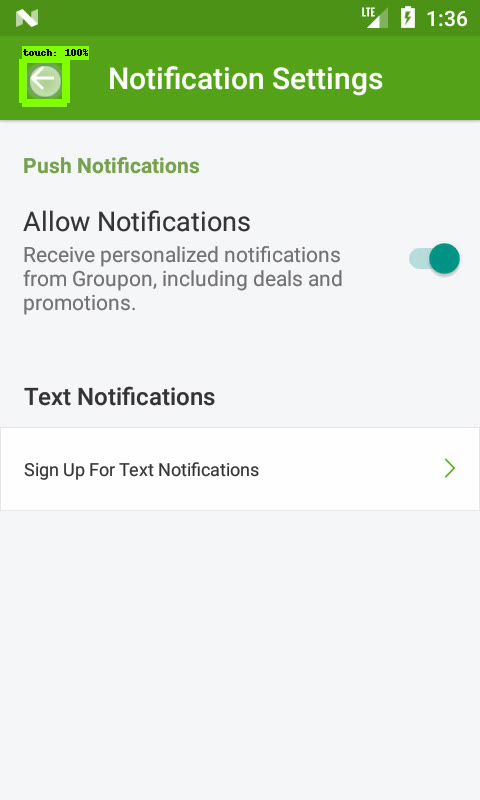 LTE
1:36
touch: 100%
Notification Settings
Push Notifications
Allow Notifications
Receive personalized notifications
from Groupon, including deals and
promotions.
Text Notifications
Sign Up For Text Notifications